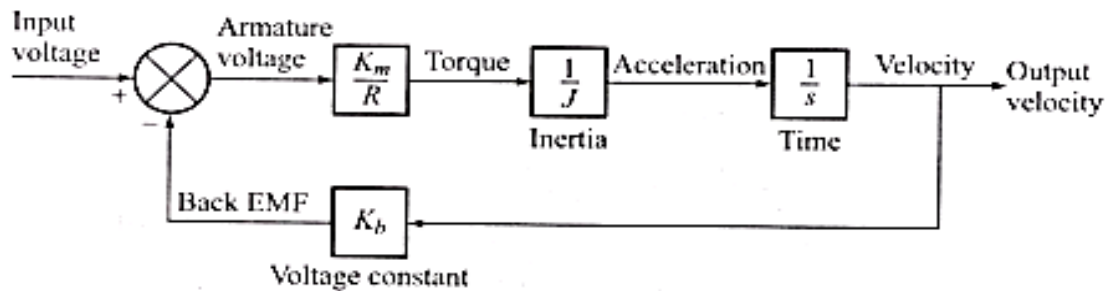 Input
voltage
Armature
voltage
K_m
R
Torque
1
J
Inertia
Acceleration
1
s
Time
Velocity
Output
velocity
+
−
Back EMF
K_b
Voltage constant